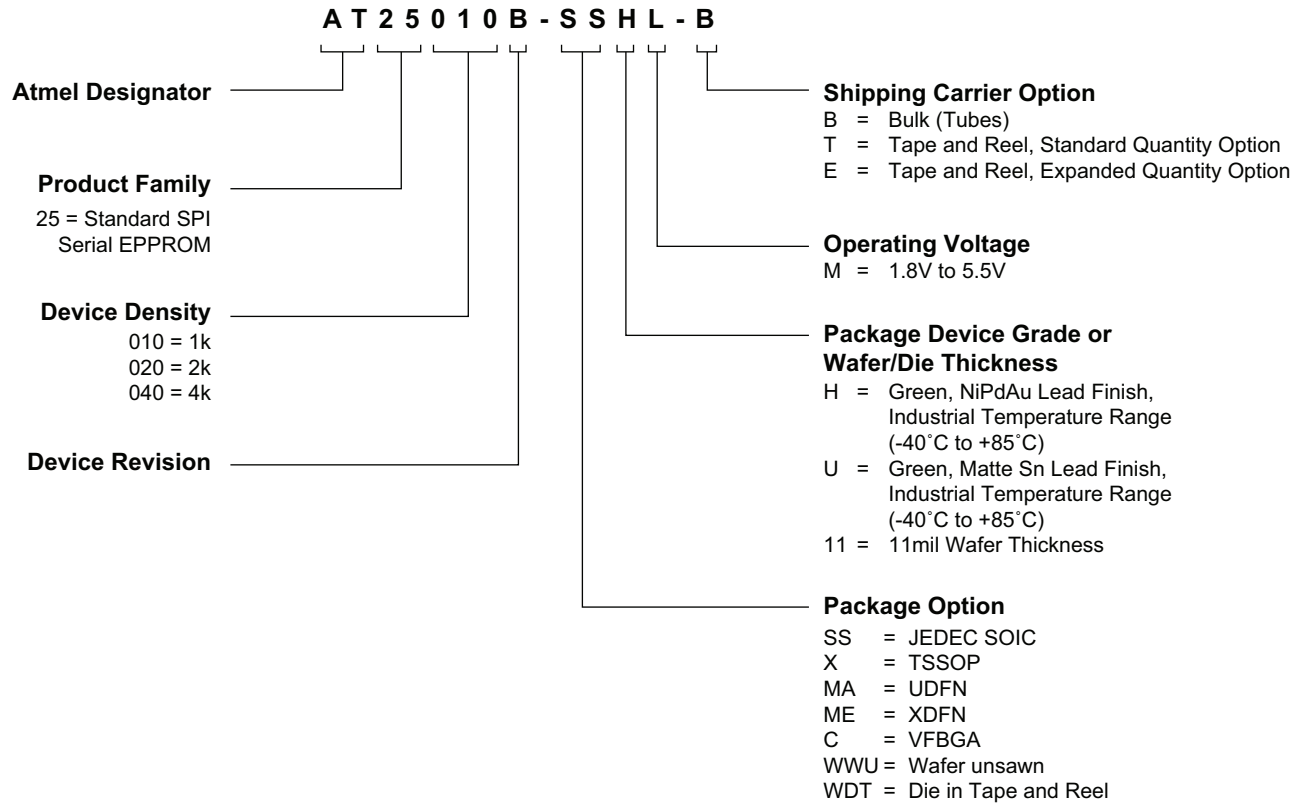 AT25010B-SSHL-B
Atmel Designator
Product Family
25 = Standard SPI
Serial EPPROM
Device Density
010 = 1k
020 = 2k
040 = 4k
Device Revision
Shipping Carrier Option
B = Bulk (Tubes)
T = Tape and Reel, Standard Quantity Option
E = Tape and Reel, Expanded Quantity Option
Operating Voltage
M = 1.8V to 5.5V
Package Device Grade or
Wafer/Die Thickness
H = Green, NiPdAu Lead Finish,
Industrial Temperature Range
(-40˚C to +85˚C)
U = Green, Matte Sn Lead Finish,
Industrial Temperature Range
(-40˚C to +85˚C)
11 = 11mil Wafer Thickness
Package Option
SS = JEDEC SOIC
X = TSSOP
MA = UDFN
ME = XDFN
C = VFBGA
WWU = Wafer unsawn
WDT = Die in Tape and Reel